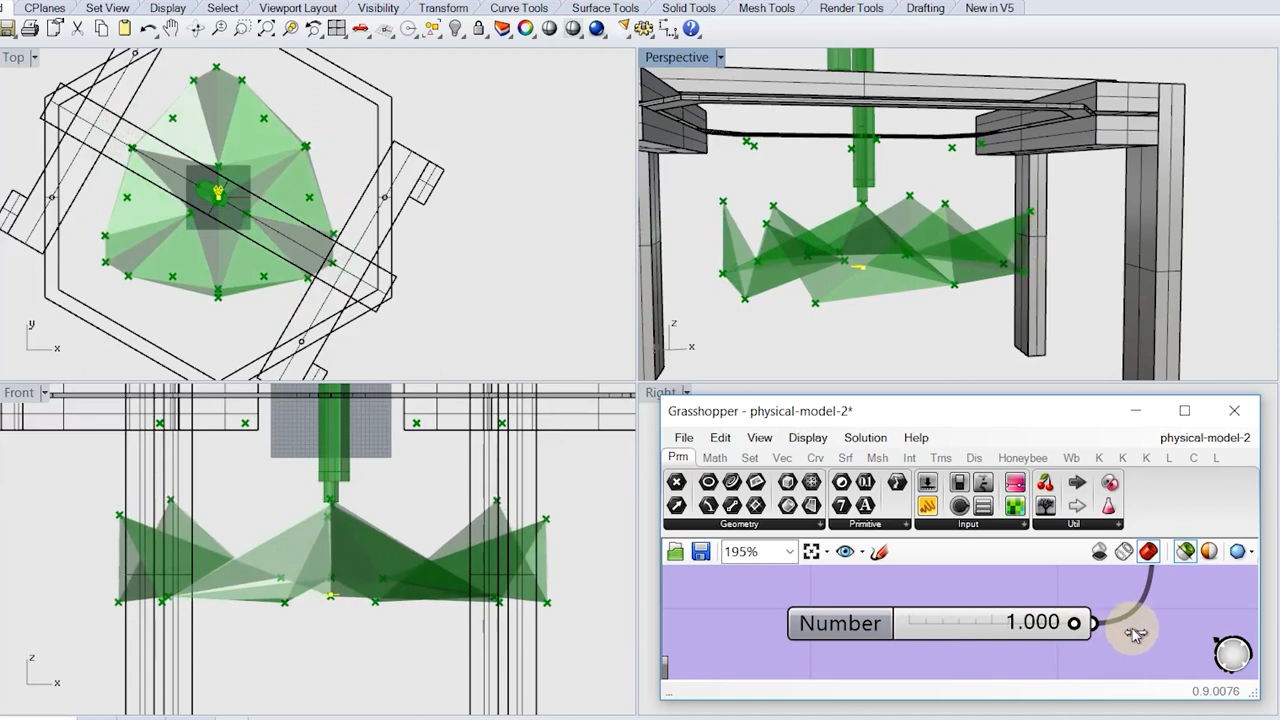 CPlanes Set View Display Select Viewport Layout Visibility Transform Curve Tools Surface Tools Solid Tools Mesh Tools Render Tools Drafting New in V5
Top
y
x
Perspective
z
x
Front
z
x
Right
Grasshopper - physical-model-2*
File Edit View Display Solution Help physical-model-2
Prm Math Set Vec Crv Srf Msh Int Trns Dis Honeybee Wb K K K L C L
Geometry Primitive Input Util
195%
Number 1.000
... 0.9.0076